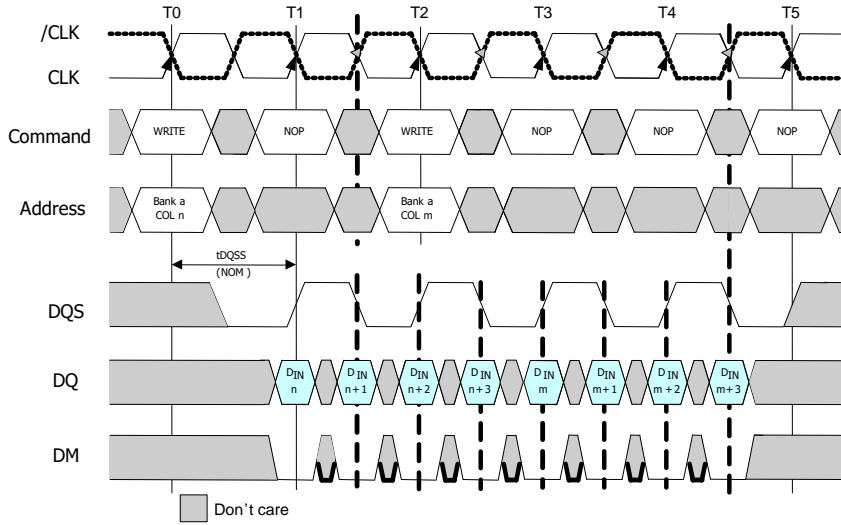 T0 T1 T2 T3 T4 T5
/CLK
CLK
Command WRITE NOP WRITE NOP NOP NOP
Address Bank a COL n Bank a COL m
tDQSS
(NOM )
DQS
DQ DIN n DIN n+1 DIN n+2 DIN n+3 DIN m DIN m+1 DIN m+2 DIN m+3
DM
Don't care